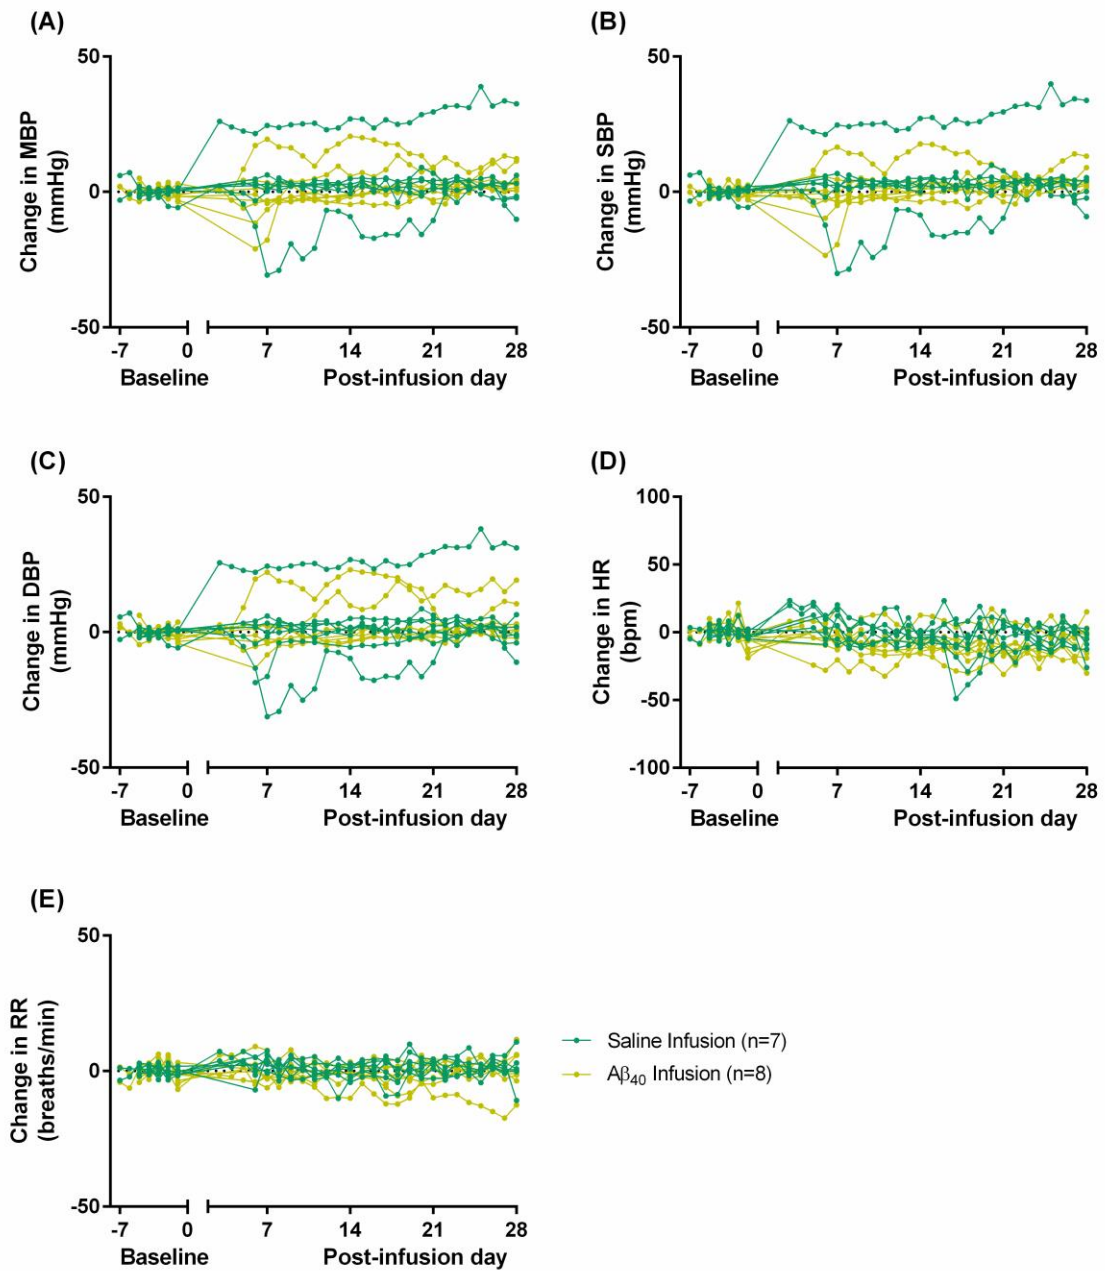 (A)
50
0
-50
Change in MBP
(mmHg)
-7 0 7 14 21 28
Baseline Post-infusion day
(B)
50
0
-50
Change in SBP
(mmHg)
-7 0 7 14 21 28
Baseline Post-infusion day
(C)
50
0
-50
Change in DBP
(mmHg)
-7 0 7 14 21 28
Baseline Post-infusion day
(D)
100
50
0
-50
-100
Change in HR
(bpm)
-7 0 7 14 21 28
Baseline Post-infusion day
(E)
50
0
-50
Change in RR
(breaths/min)
-7 0 7 14 21 28
Baseline Post-infusion day
Saline Infusion (n=7)
Aβ₄₀ Infusion (n=8)